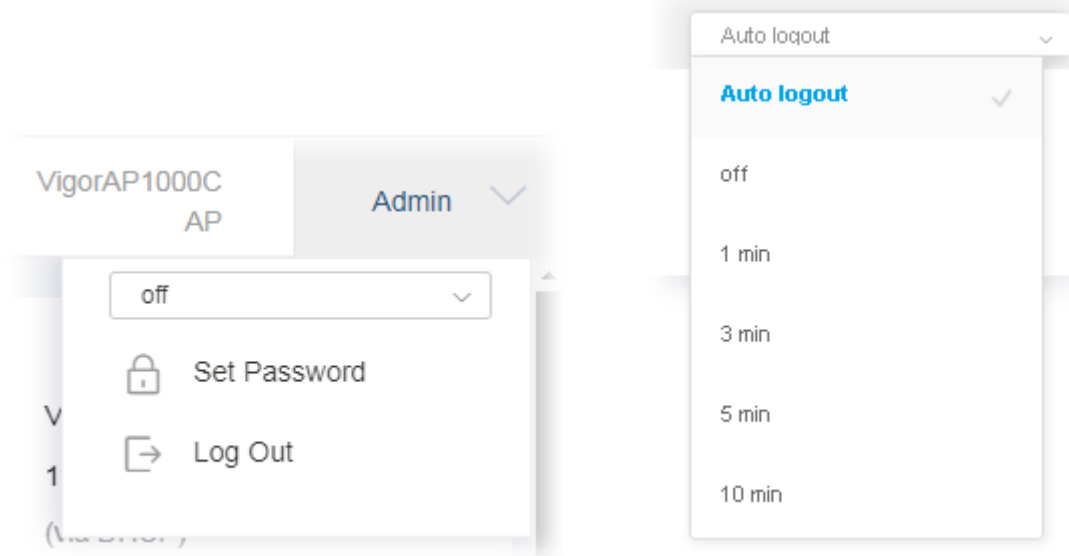 VigorAP1000C
AP
Admin
off
Set Password
Log Out
V
1
Auto logout
Auto logout
off
1 min
3 min
5 min
10 min